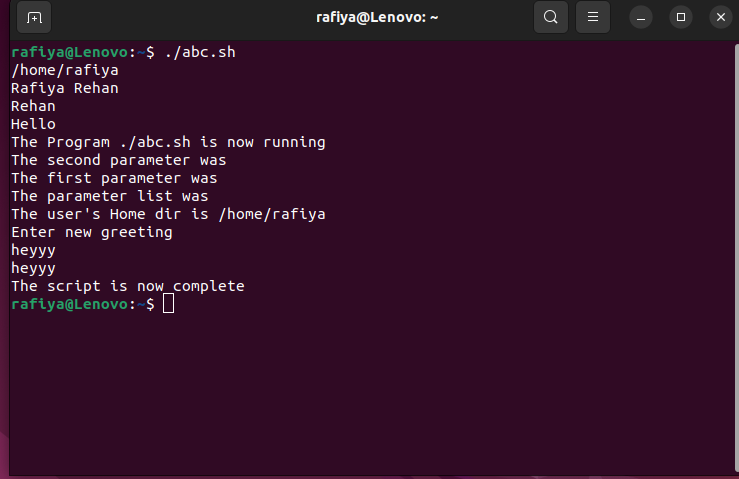 rafiya@Lenovo: ~
rafiya@Lenovo:~$ ./abc.sh
/home/rafiya
Rafiya Rehan
Rehan
Hello
The Program ./abc.sh is now running
The second parameter was
The first parameter was
The parameter list was
The user's Home dir is /home/rafiya
Enter new greeting
heyyy
heyyy
The script is now complete
rafiya@Lenovo:~$